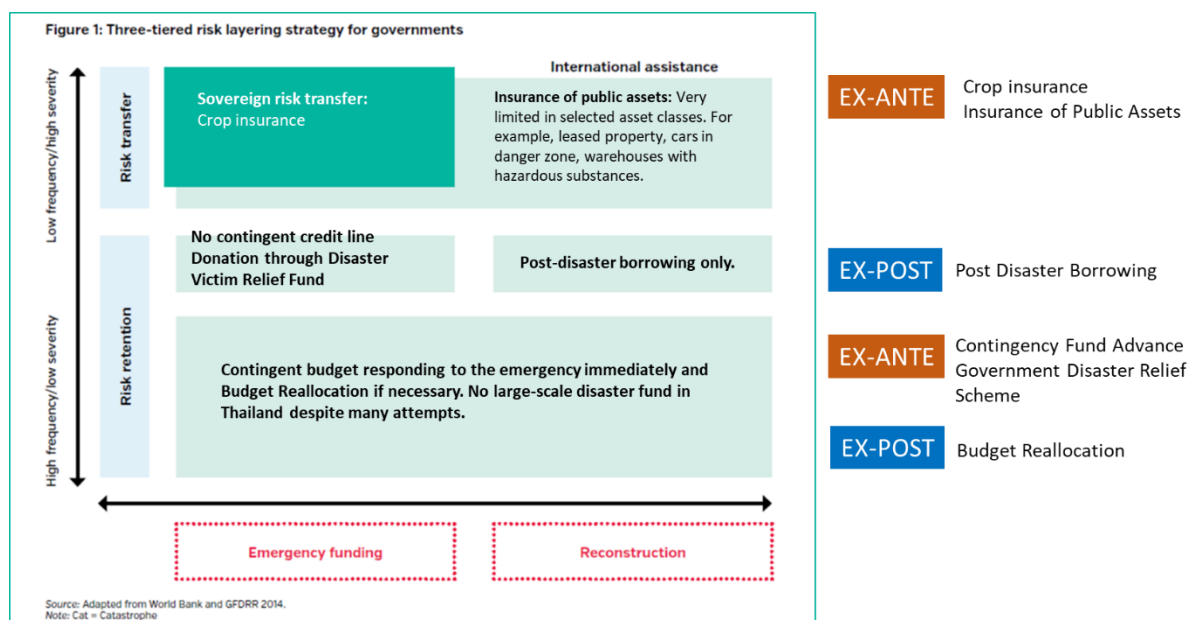 Figure 1: Three-tiered risk layering strategy for governments
Low frequency/high severity
Risk transfer
Sovereign risk transfer:
Crop insurance
International assistance
Insurance of public assets: Very
limited in selected asset classes. For
example, leased property, cars in
danger zone, warehouses with
hazardous substances.
EX-ANTE
Crop insurance
Insurance of Public Assets
High frequency/low severity
Risk retention
No contingent credit line
Donation through Disaster
Victim Relief Fund
Post-disaster borrowing only.
EX-POST
Post Disaster Borrowing
Contingent budget responding to the emergency immediately and
Budget Reallocation if necessary. No large-scale disaster fund in
Thailand despite many attempts.
EX-ANTE
Contingency Fund Advance
Government Disaster Relief
Scheme
EX-POST
Budget Reallocation
Emergency funding
Reconstruction
Source: Adapted from World Bank and GFDRR 2014.
Note: Cat = Catastrophe